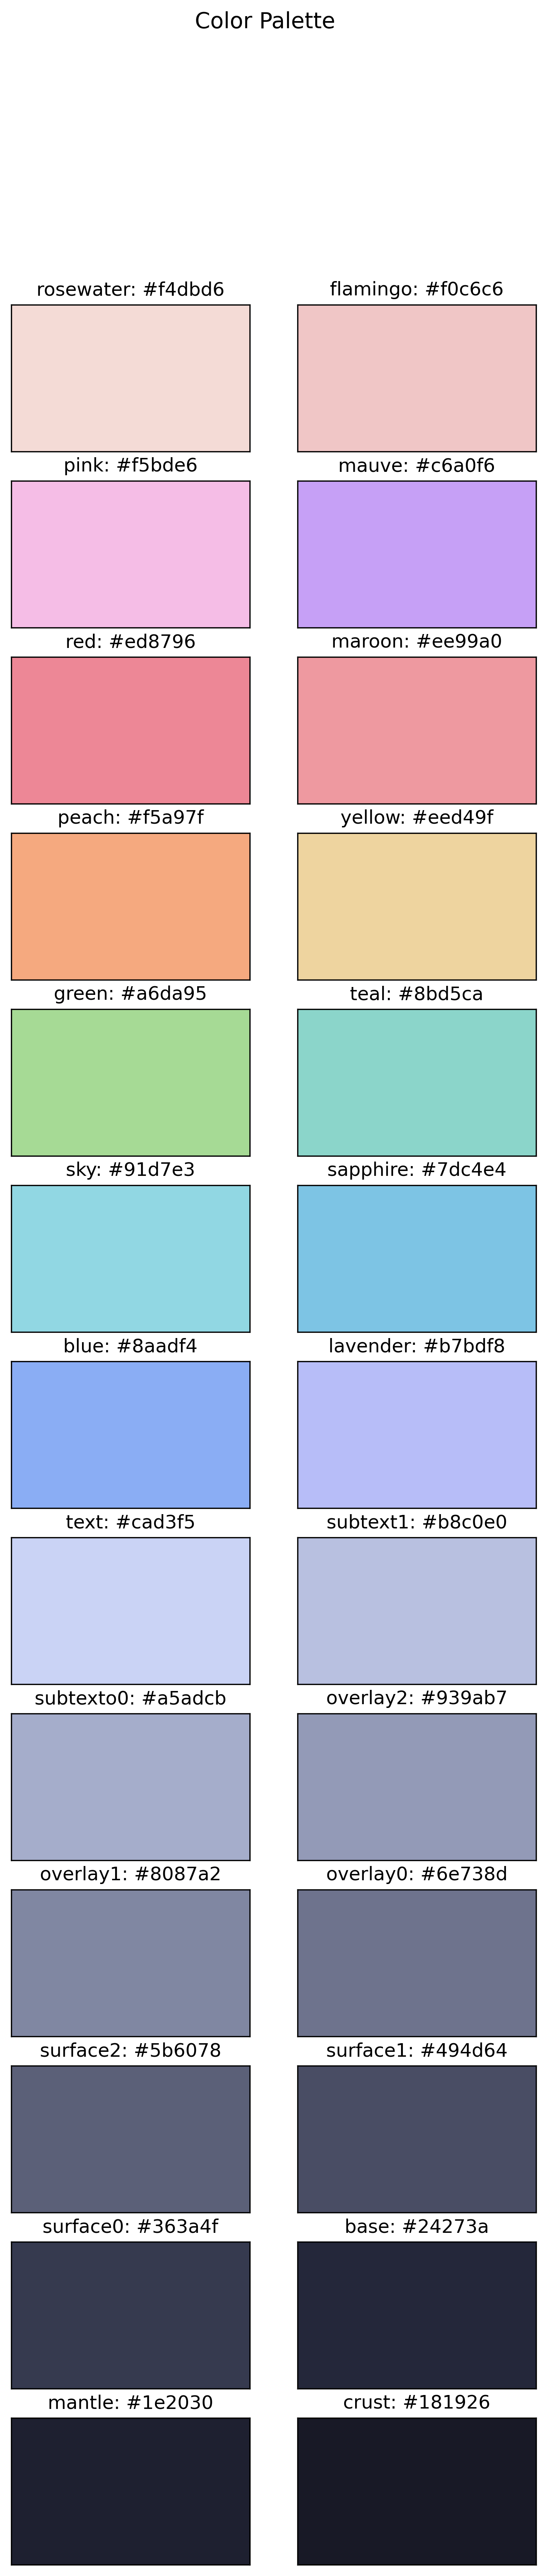 Color Palette
rosewater: #f4dbd6
flamingo: #f0c6c6
pink: #f5bde6
mauve: #c6a0f6
red: #ed8796
maroon: #ee99a0
peach: #f5a97f
yellow: #eed49f
green: #a6da95
teal: #8bd5ca
sky: #91d7e3
sapphire: #7dc4e4
blue: #8aadf4
lavender: #b7bdf8
text: #cad3f5
subtext1: #b8c0e0
subtexto0: #a5adcb
overlay2: #939ab7
overlay1: #8087a2
overlay0: #6e738d
surface2: #5b6078
surface1: #494d64
surface0: #363a4f
base: #24273a
mantle: #1e2030
crust: #181926